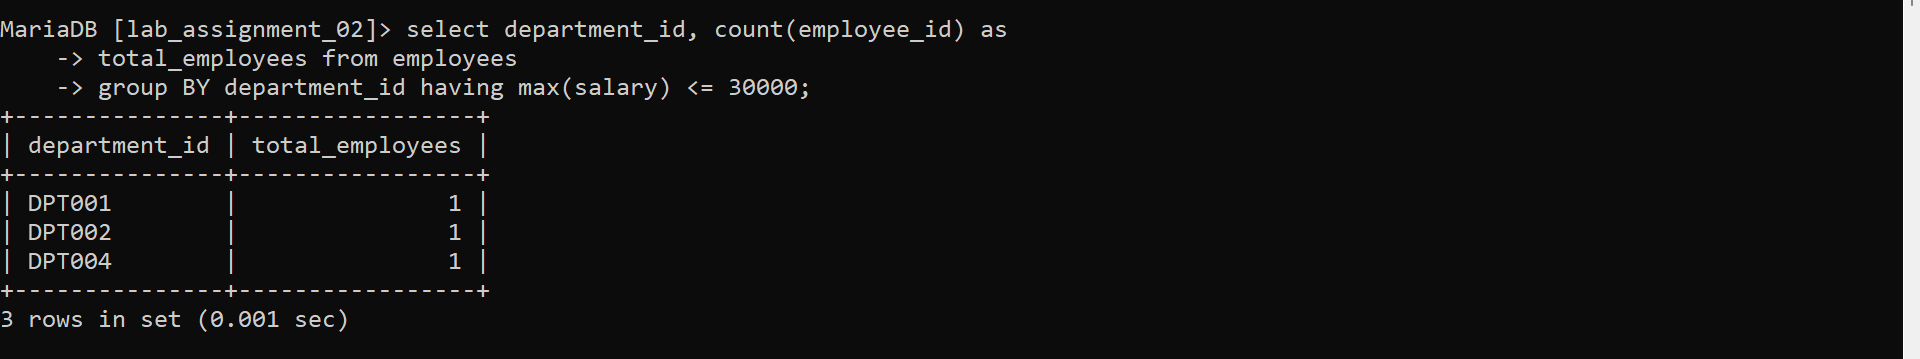 MariaDB [lab_assignment_02]> select department_id, count(employee_id) as
    -> total_employees from employees
    -> group BY department_id having max(salary) <= 30000;
+---------------+-----------------+
| department_id | total_employees |
+---------------+-----------------+
| DPT001        |               1 |
| DPT002        |               1 |
| DPT004        |               1 |
+---------------+-----------------+
3 rows in set (0.001 sec)